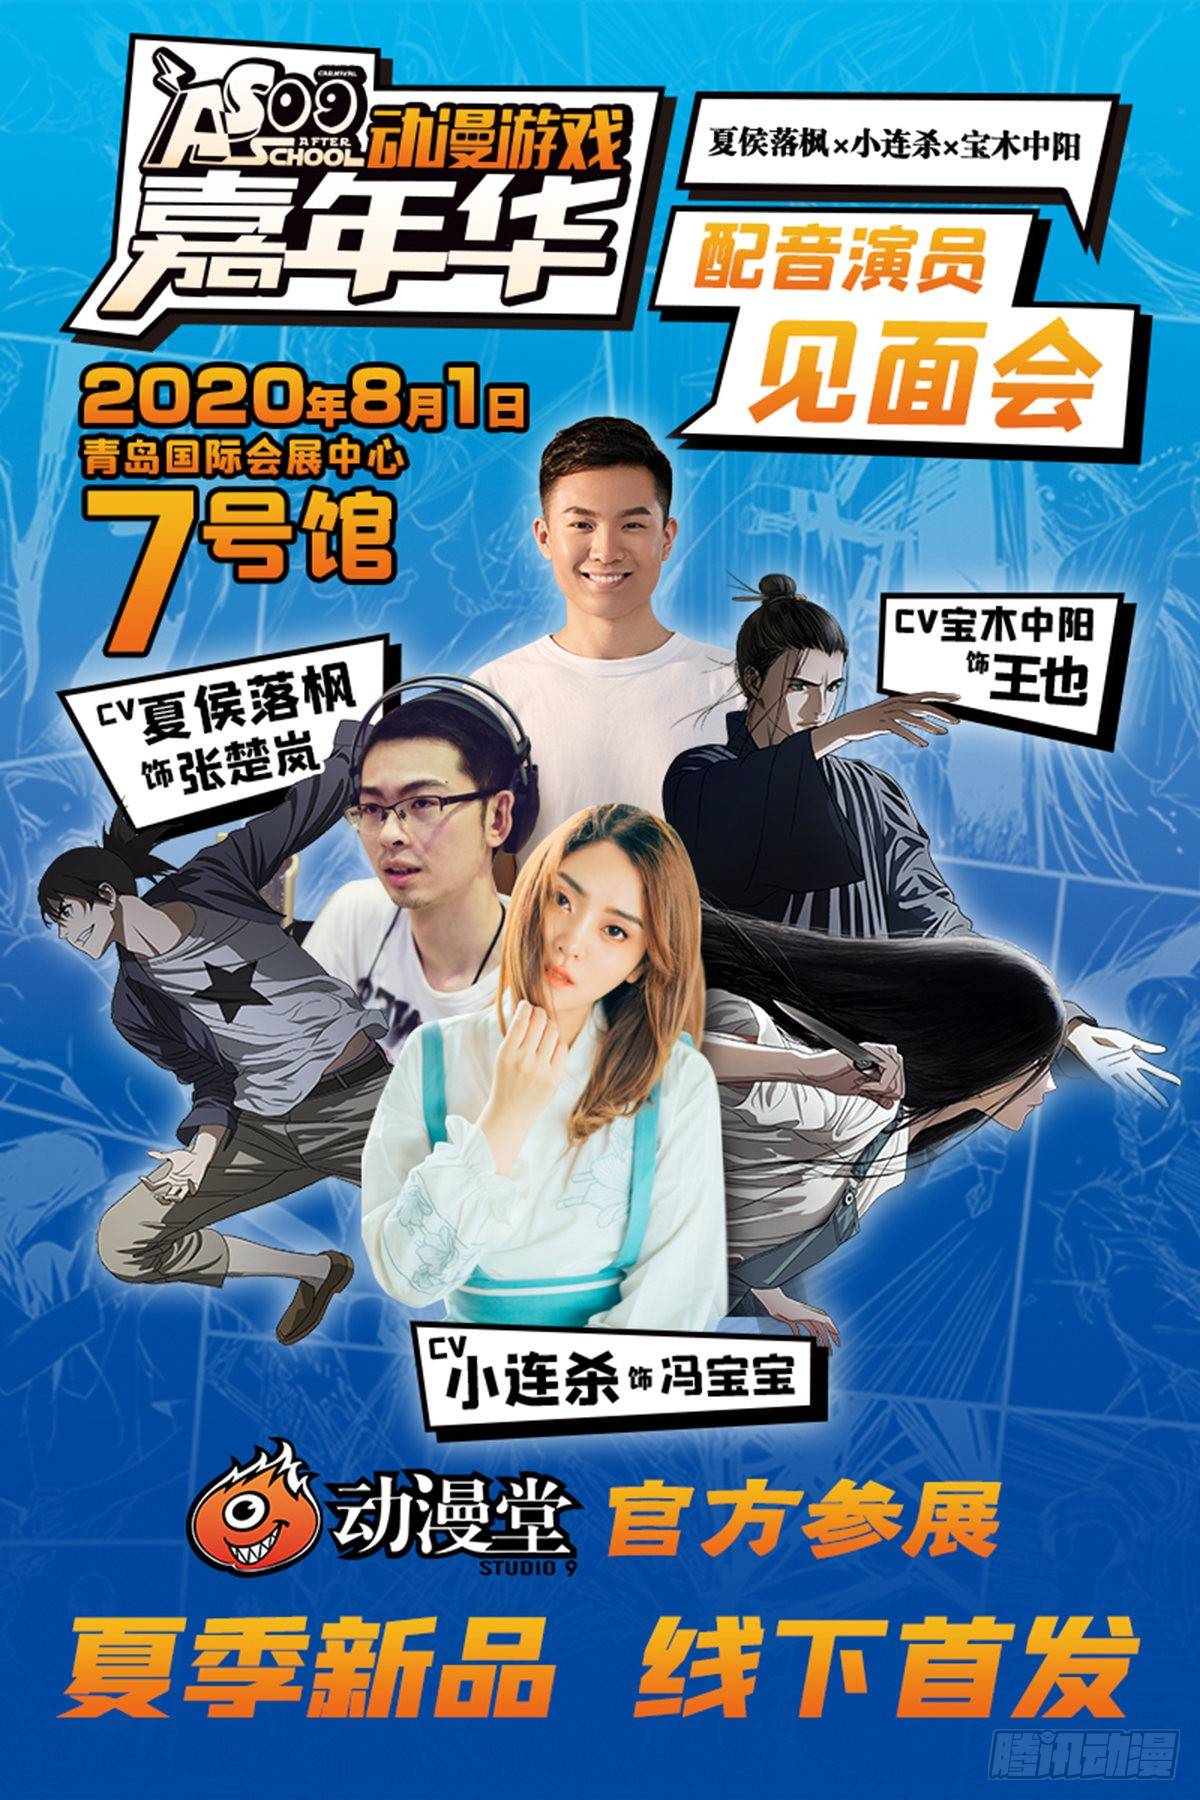 CARNIVAL
AS09
AFTER
SCHOOL
动漫游戏
嘉年华
夏侯落枫×小连杀×宝木中阳
配音演员
见面会
2020年8月1日
青岛国际会展中心
7号馆
CV宝木中阳
饰王也
CV夏侯落枫
饰张楚岚
CV
小连杀饰冯宝宝
动漫堂
STUDIO 9
官方参展
夏季新品 线下首发
腾讯动漫